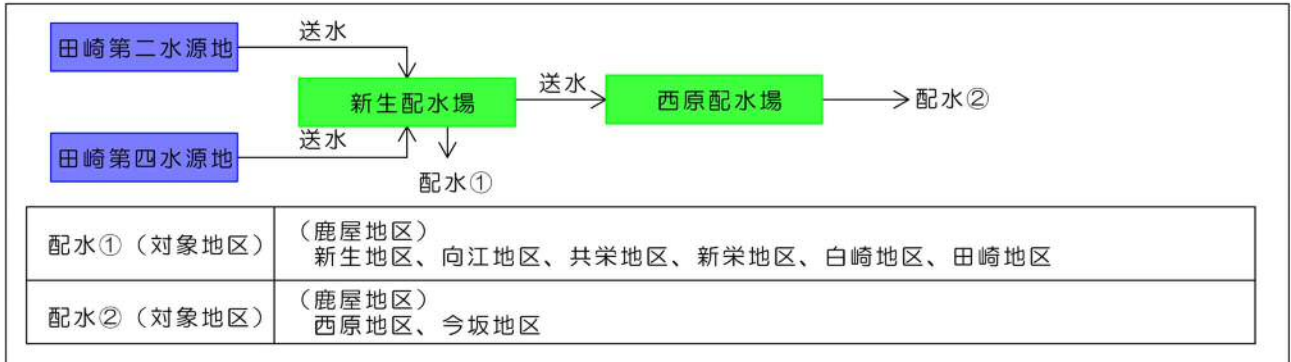 田崎第二水源地
送水
新生配水場
送水
西原配水場
配水②
田崎第四水源地
送水
配水①
配水①（対象地区）
（鹿屋地区）
新生地区、向江地区、共栄地区、新栄地区、白崎地区、田崎地区
配水②（対象地区）
（鹿屋地区）
西原地区、今坂地区